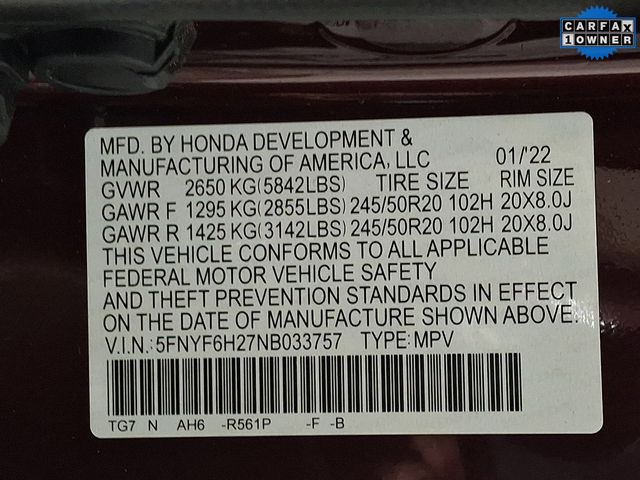 CARFAX
1 OWNER
MFD. BY HONDA DEVELOPMENT &
MANUFACTURING OF AMERICA, LLC 01/'22
GVWR 2650 KG(5842LBS) TIRE SIZE RIM SIZE
GAWR F 1295 KG(2855LBS) 245/50R20 102H 20X8.0J
GAWR R 1425 KG(3142LBS) 245/50R20 102H 20X8.0J
THIS VEHICLE CONFORMS TO ALL APPLICABLE
FEDERAL MOTOR VEHICLE SAFETY
AND THEFT PREVENTION STANDARDS IN EFFECT
ON THE DATE OF MANUFACTURE SHOWN ABOVE.
V.I.N.:5FNYF6H27NB033757 TYPE:MPV
TG7 N AH6 -R561P -F -B